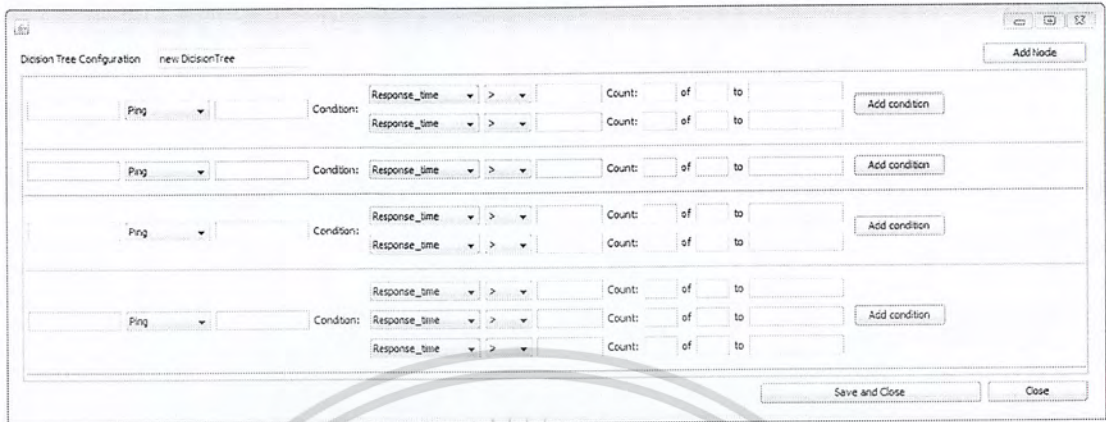 Dicision Tree Configuration new DicisionTree Add Node
Response_time > Count: of to
Ping Condition: Add condition
Response_time > Count: of to
Ping Condition: Response_time > Count: of to Add condition
Response_time > Count: of to
Ping Condition: Add condition
Response_time > Count: of to
Response_time > Count: of to
Ping Condition: Response_time > Count: of to Add condition
Response_time > Count: of to
Save and Close Close